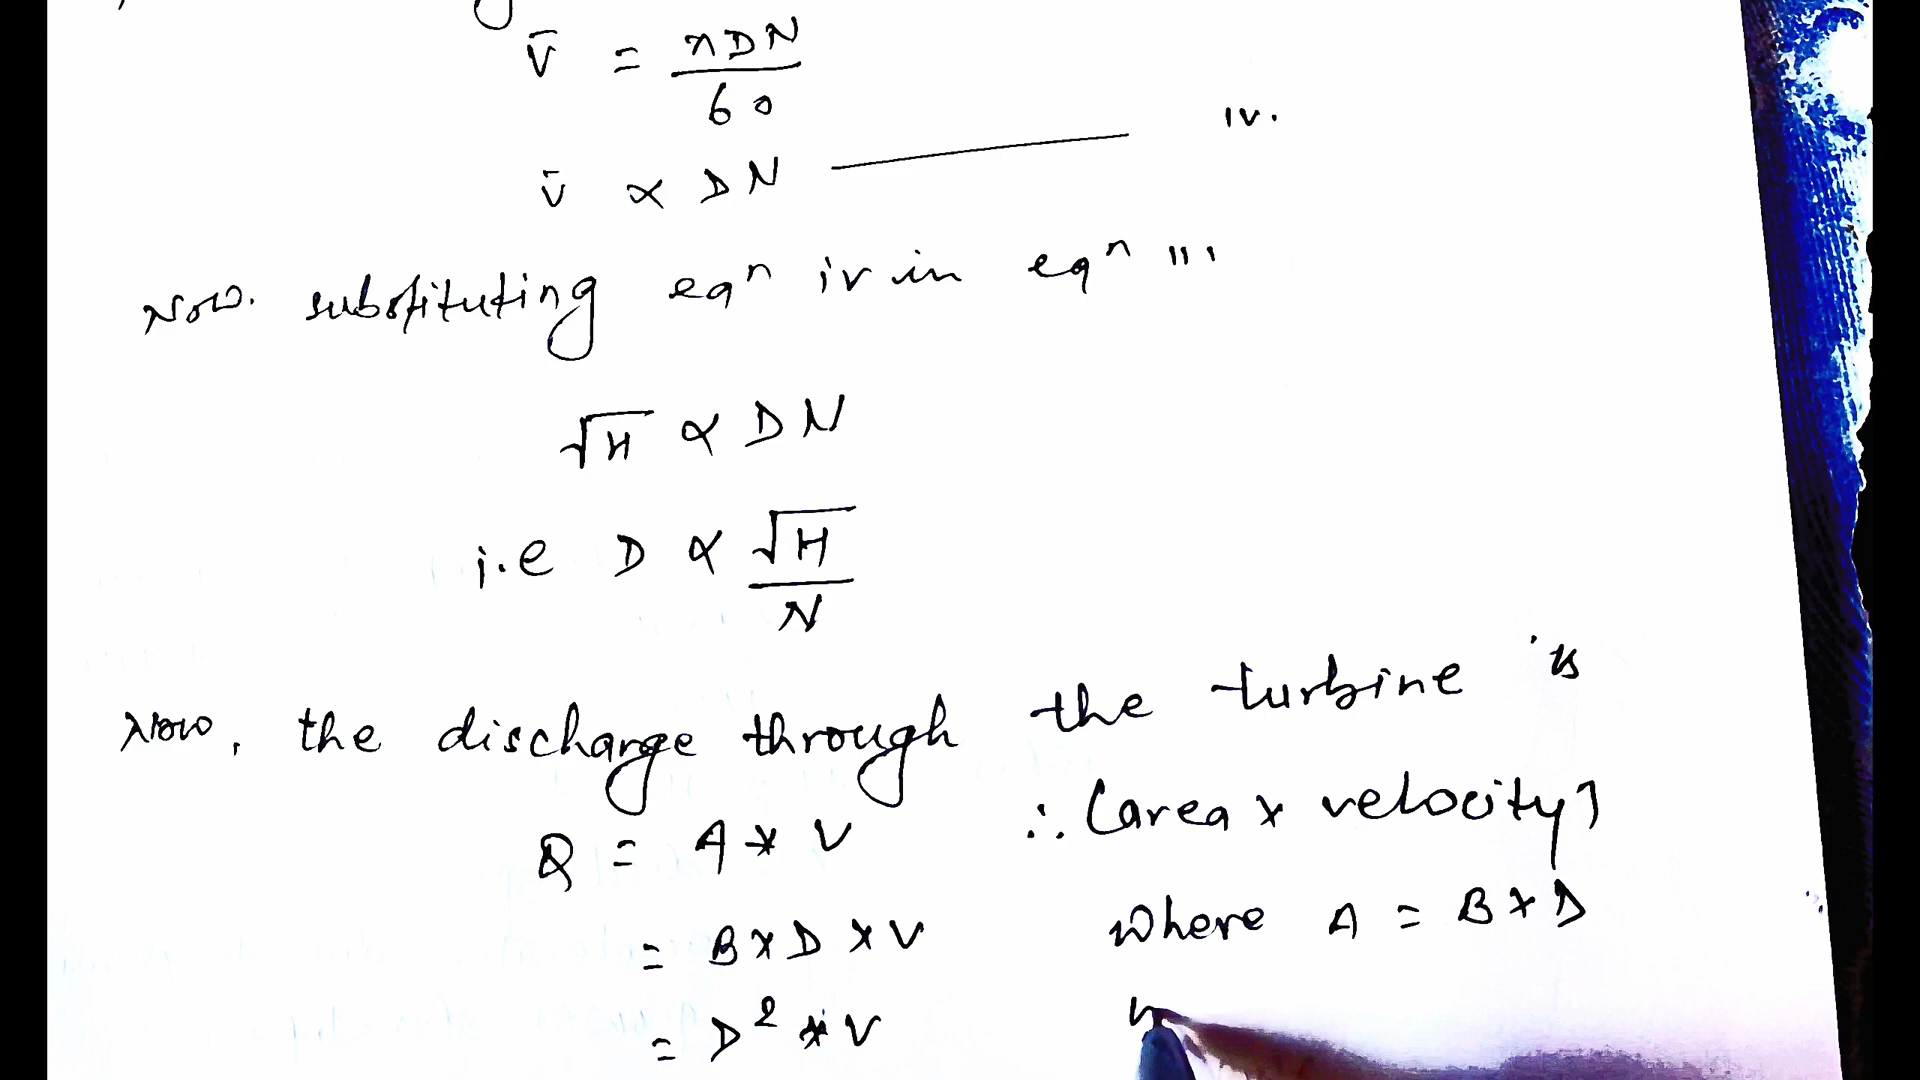 v̄ = πDN/60
v̄ ∝ DN ——— iv.
Now. substituting eqⁿ iv in eqⁿ iii
√H ∝ DN
i.e D ∝ √H/N
Now, the discharge through the turbine is
Q = A * V ∴ (area x velocity)
= B x D x V where A = B x D
= D² * V